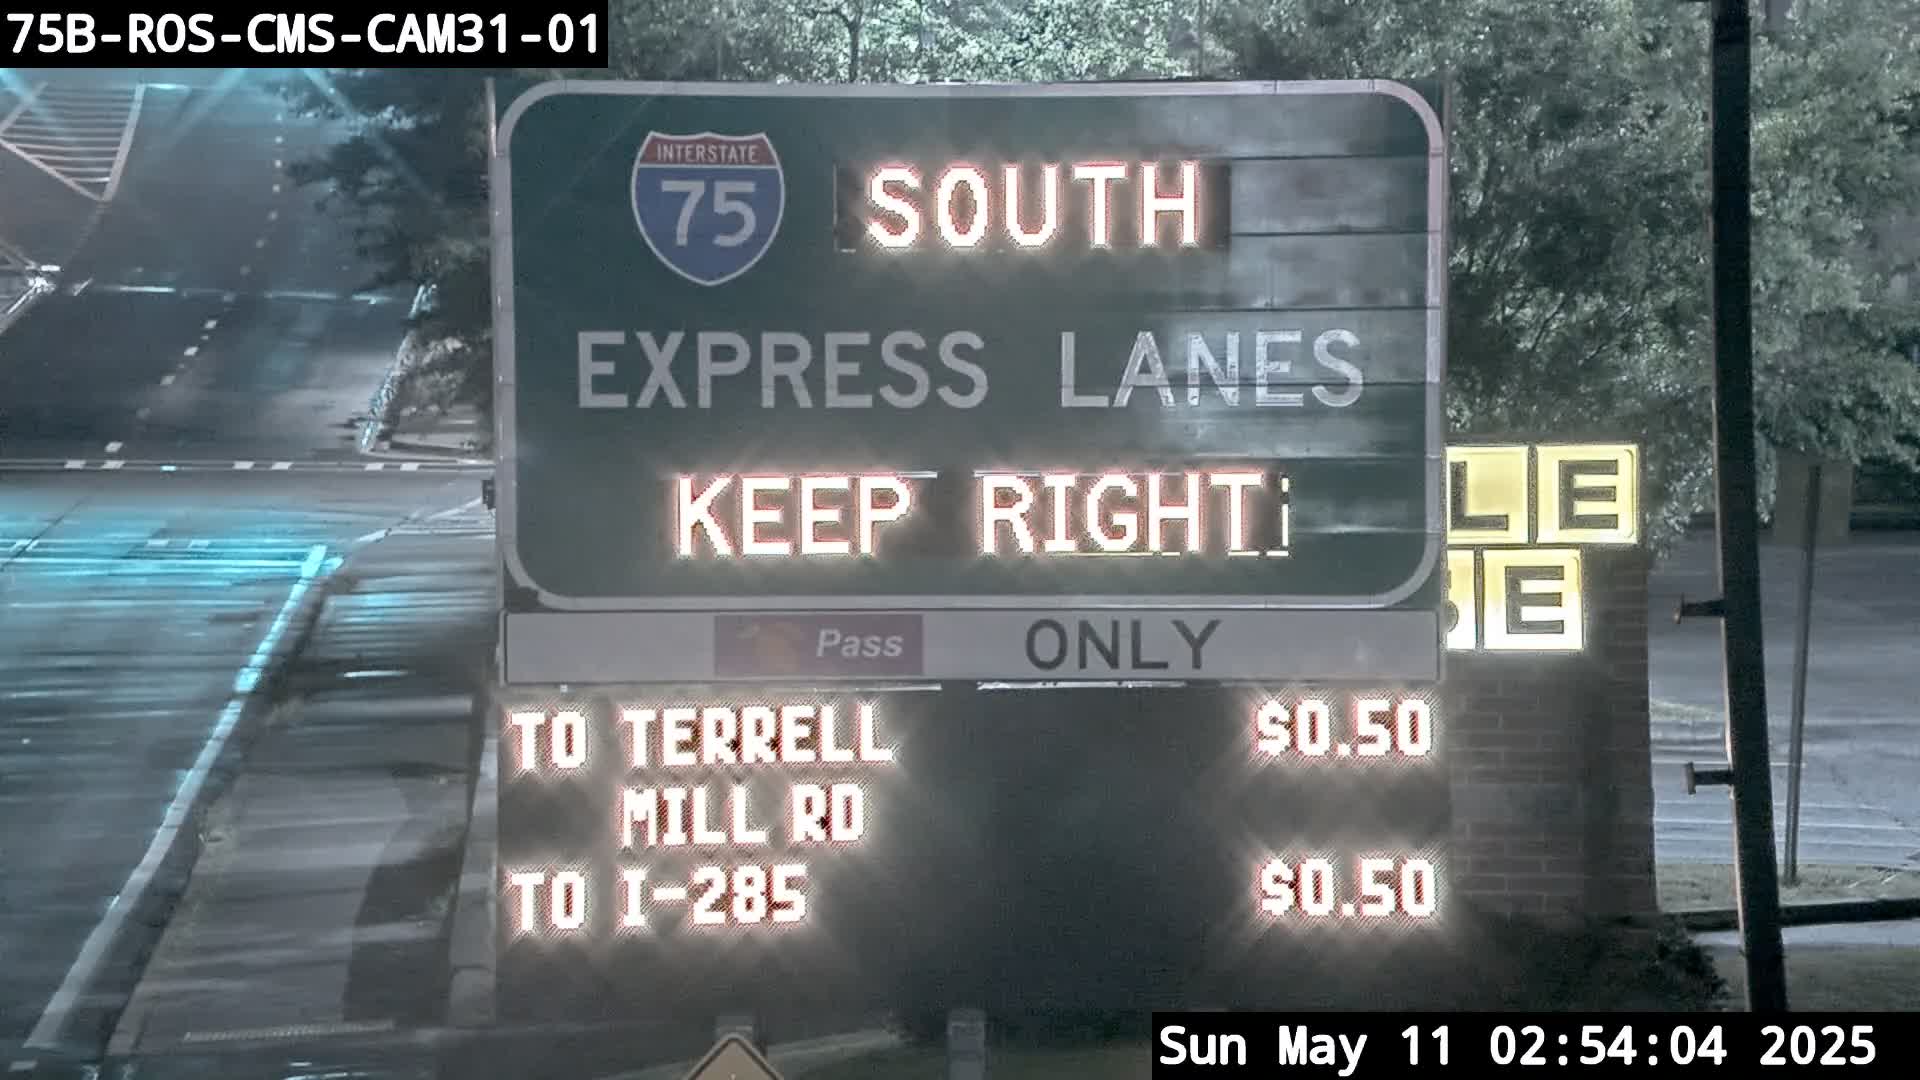 75B-ROS-CMS-CAM31-01
INTERSTATE
75
SOUTH
EXPRESS LANES
KEEP RIGHT
Pass ONLY
TO TERRELL $0.50
MILL RD
TO I-285 $0.50
LE
E
Sun May 11 02:54:04 2025